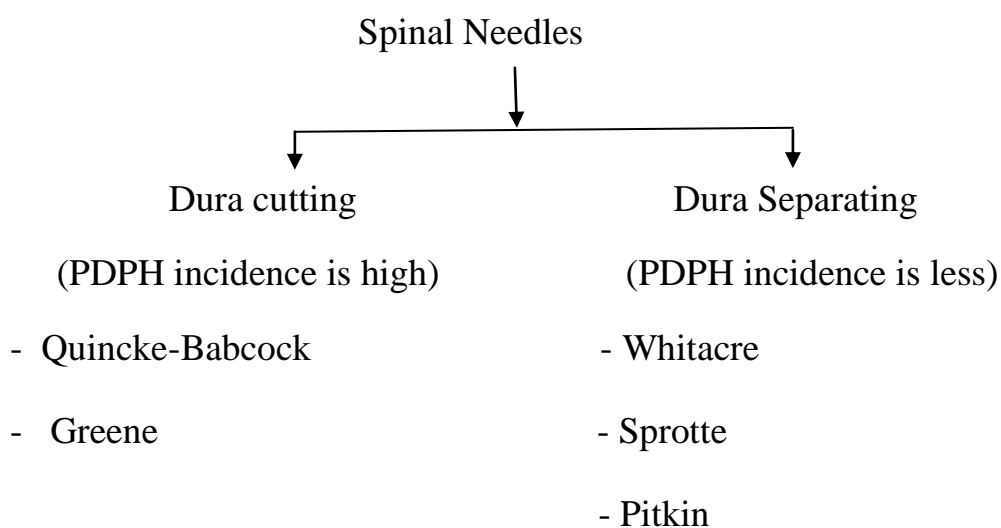 Spinal Needles
Dura cutting
(PDPH incidence is high)
- Quincke-Babcock
- Greene
Dura Separating
(PDPH incidence is less)
- Whitacre
- Sprotte
- Pitkin